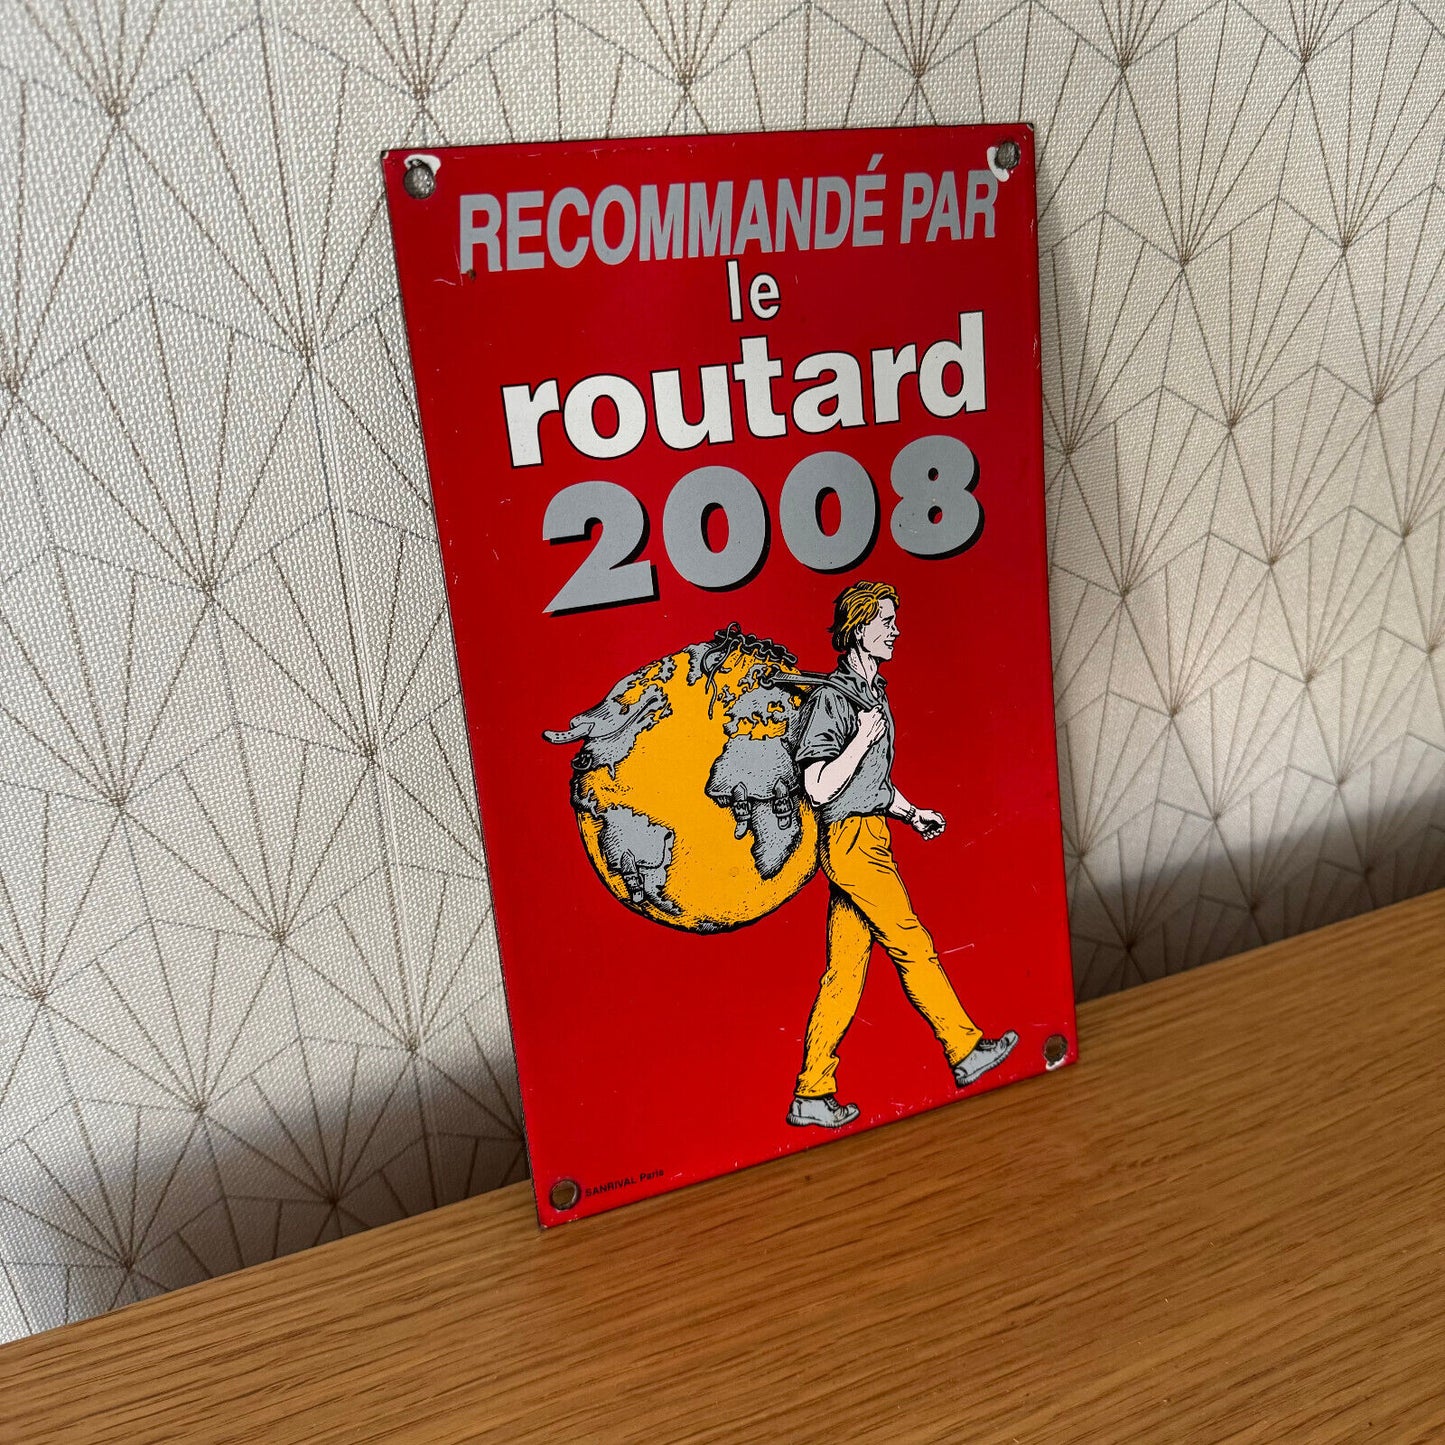 RECOMMANDÉ PAR
le
routard
2008
SANRIVAL Paris